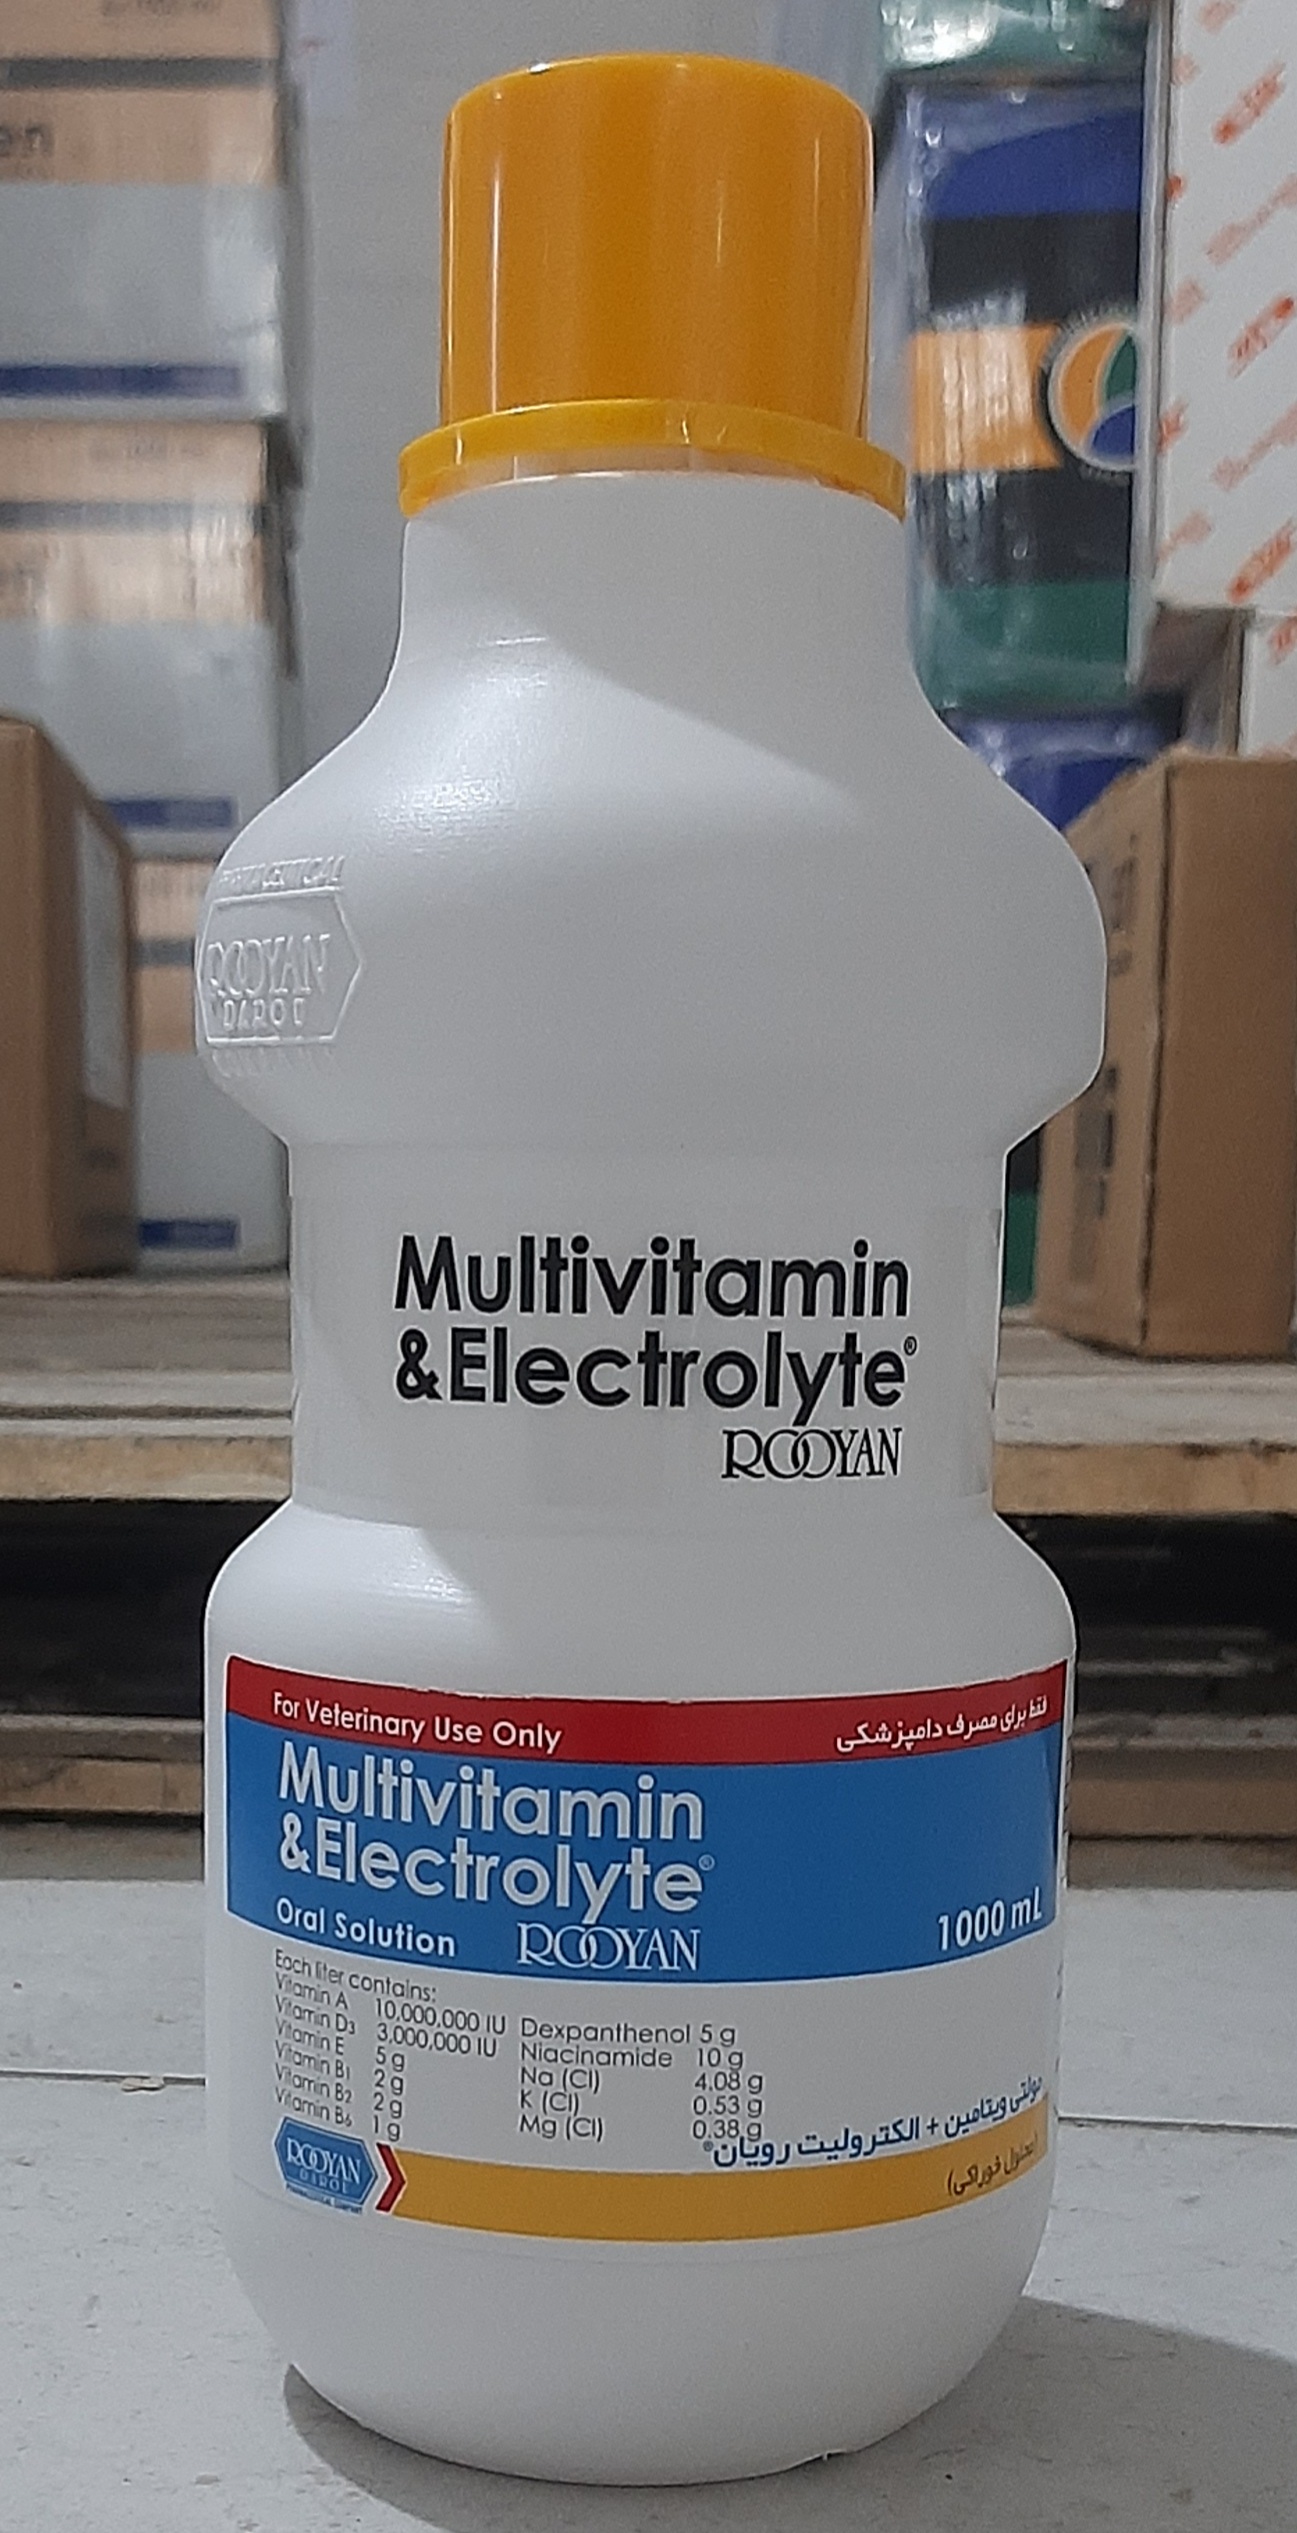 ROOYAN
DAROU
Multivitamin
&Electrolyte®
ROOYAN
For Veterinary Use Only
فقط برای مصرف دامپزشکی
Multivitamin
&Electrolyte®
Oral Solution ROOYAN
1000 mL
Each liter contains:
Vitamin A 10,000,000 IU
Vitamin D3 3,000,000 IU
Vitamin E 5 g
Vitamin B1 2 g
Vitamin B2 2 g
Vitamin B6 1 g
Dexpanthenol 5 g
Niacinamide 10 g
Na (Cl) 4.08 g
K (Cl) 0.53 g
Mg (Cl) 0.38 g
مولتی ویتامین + الکترولیت رویان®
(محلول خوراکی)
ROOYAN
DAROU